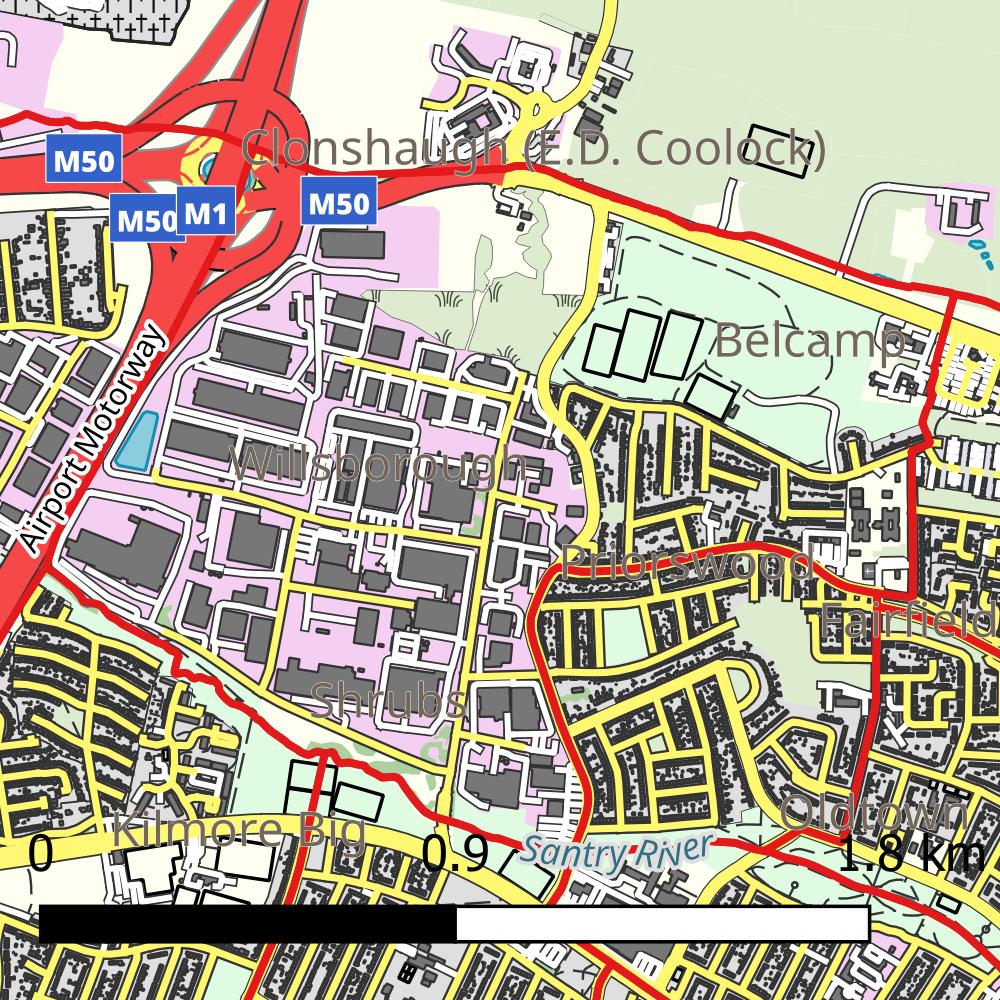 Clonshaugh (E.D. Coolock)
M50
M50
M1
M50
Belcamp
Airport Motorway
Willsborough
Priorswood
Fairfield
Shrubs
Oldtown
Kilmore Big
Santry River
0 0.9 1.8 km